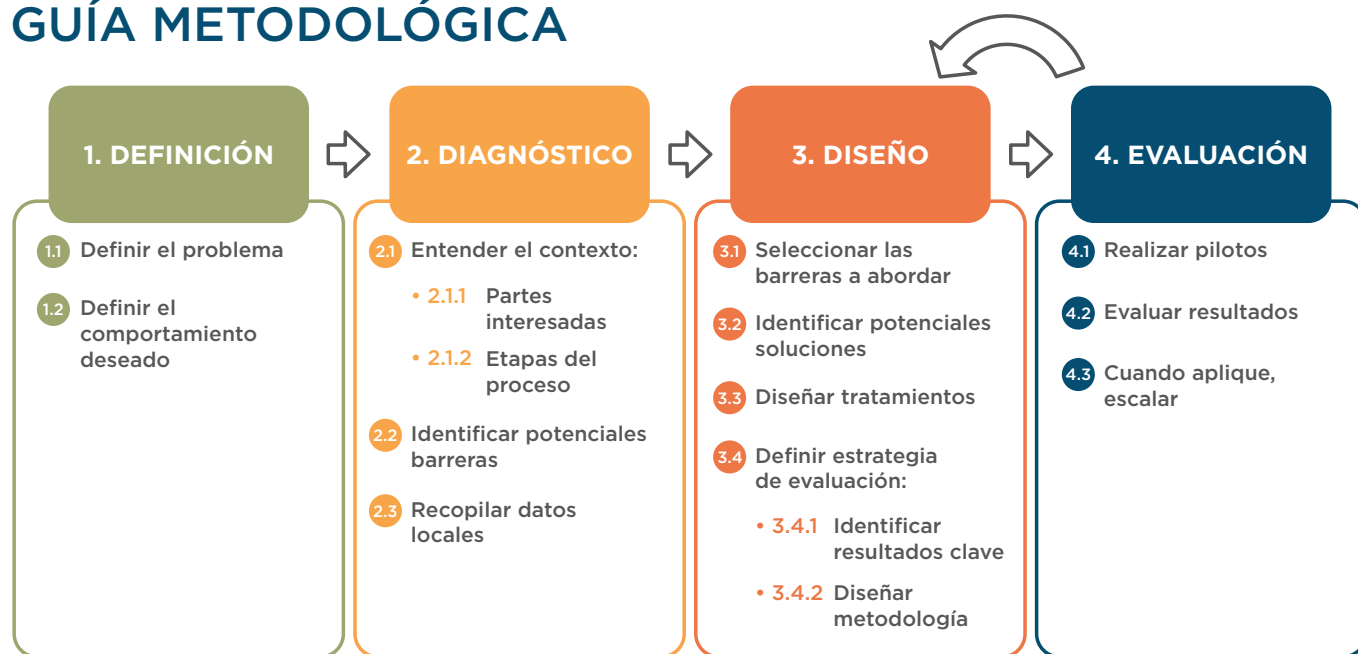 GUÍA METODOLÓGICA
1. DEFINICIÓN
1.1 Definir el problema
1.2 Definir el
comportamiento
deseado
2. DIAGNÓSTICO
2.1 Entender el contexto:
• 2.1.1 Partes
interesadas
• 2.1.2 Etapas del
proceso
2.2 Identificar potenciales
barreras
2.3 Recopilar datos
locales
3. DISEÑO
3.1 Seleccionar las
barreras a abordar
3.2 Identificar potenciales
soluciones
3.3 Diseñar tratamientos
3.4 Definir estrategia
de evaluación:
• 3.4.1 Identificar
resultados clave
• 3.4.2 Diseñar
metodología
4. EVALUACIÓN
4.1 Realizar pilotos
4.2 Evaluar resultados
4.3 Cuando aplique,
escalar